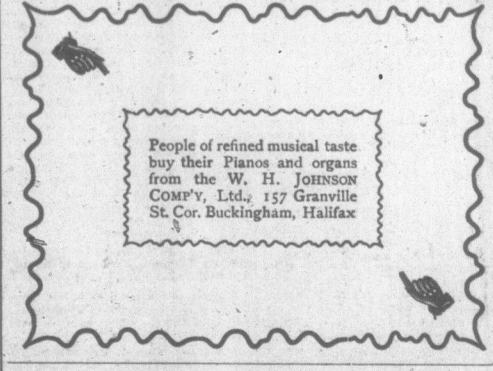 People of refined musical taste
buy their Pianos and organs
from the W. H. JOHNSON
COMP'Y, Ltd., 157 Granville
St. Cor. Buckingham, Halifax